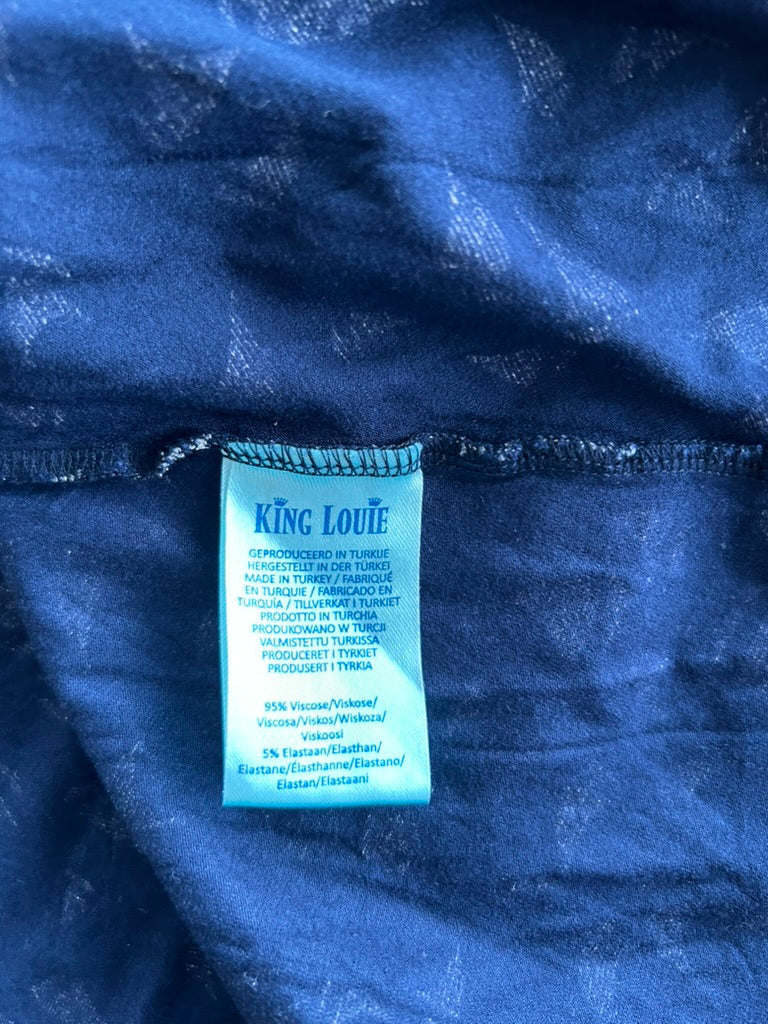 KING LOUIE
GEPRODUCEERD IN TURKIJE
HERGESTELLT IN DER TÜRKEI
MADE IN TURKEY / FABRIQUÉ
EN TURQUIE / FABRICADO EN
TURQUÍA / TILLVERKAT I TURKIET
PRODOTTO IN TURCHIA
PRODUKOWANO W TURCJI
VALMISTETTU TURKISSA
PRODUCERET I TYRKIET
PRODUSERT I TYRKIA
95% Viscose/Viskose/
Viscosa/Viskos/Wiskoza/
Viskoosi
5% Elastaan/Elasthan/
Elastane/Élasthanne/Elastano/
Elastan/Elastaani